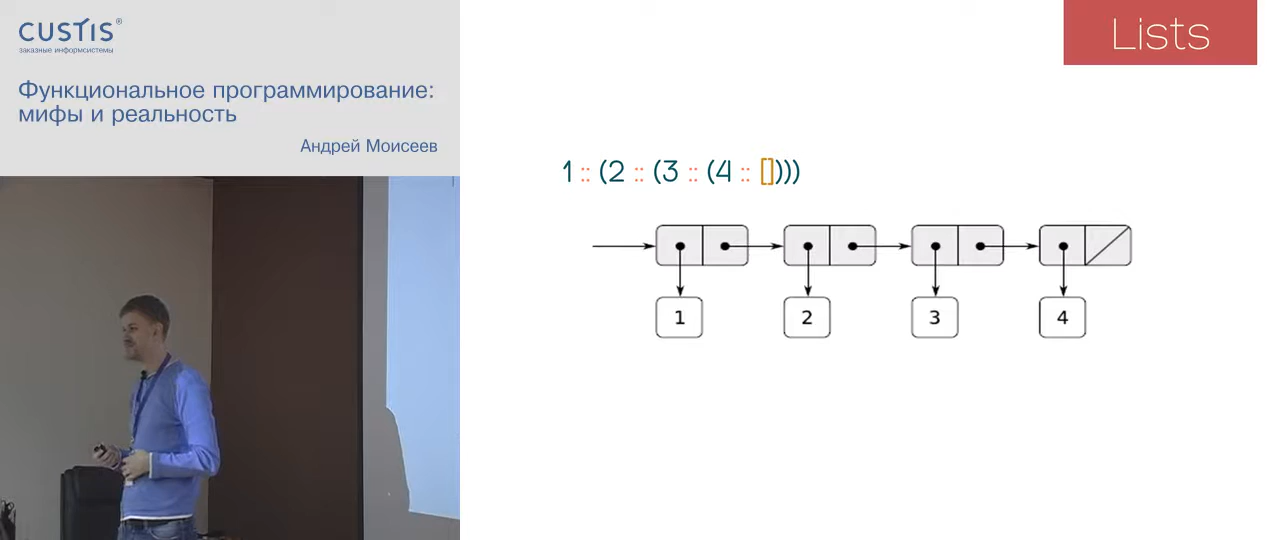 CUSTIS®
заказные информсистемы
Функциональное программирование:
мифы и реальность
Андрей Моисеев
Lists
1 :: (2 :: (3 :: (4 :: [])))
1 2 3 4